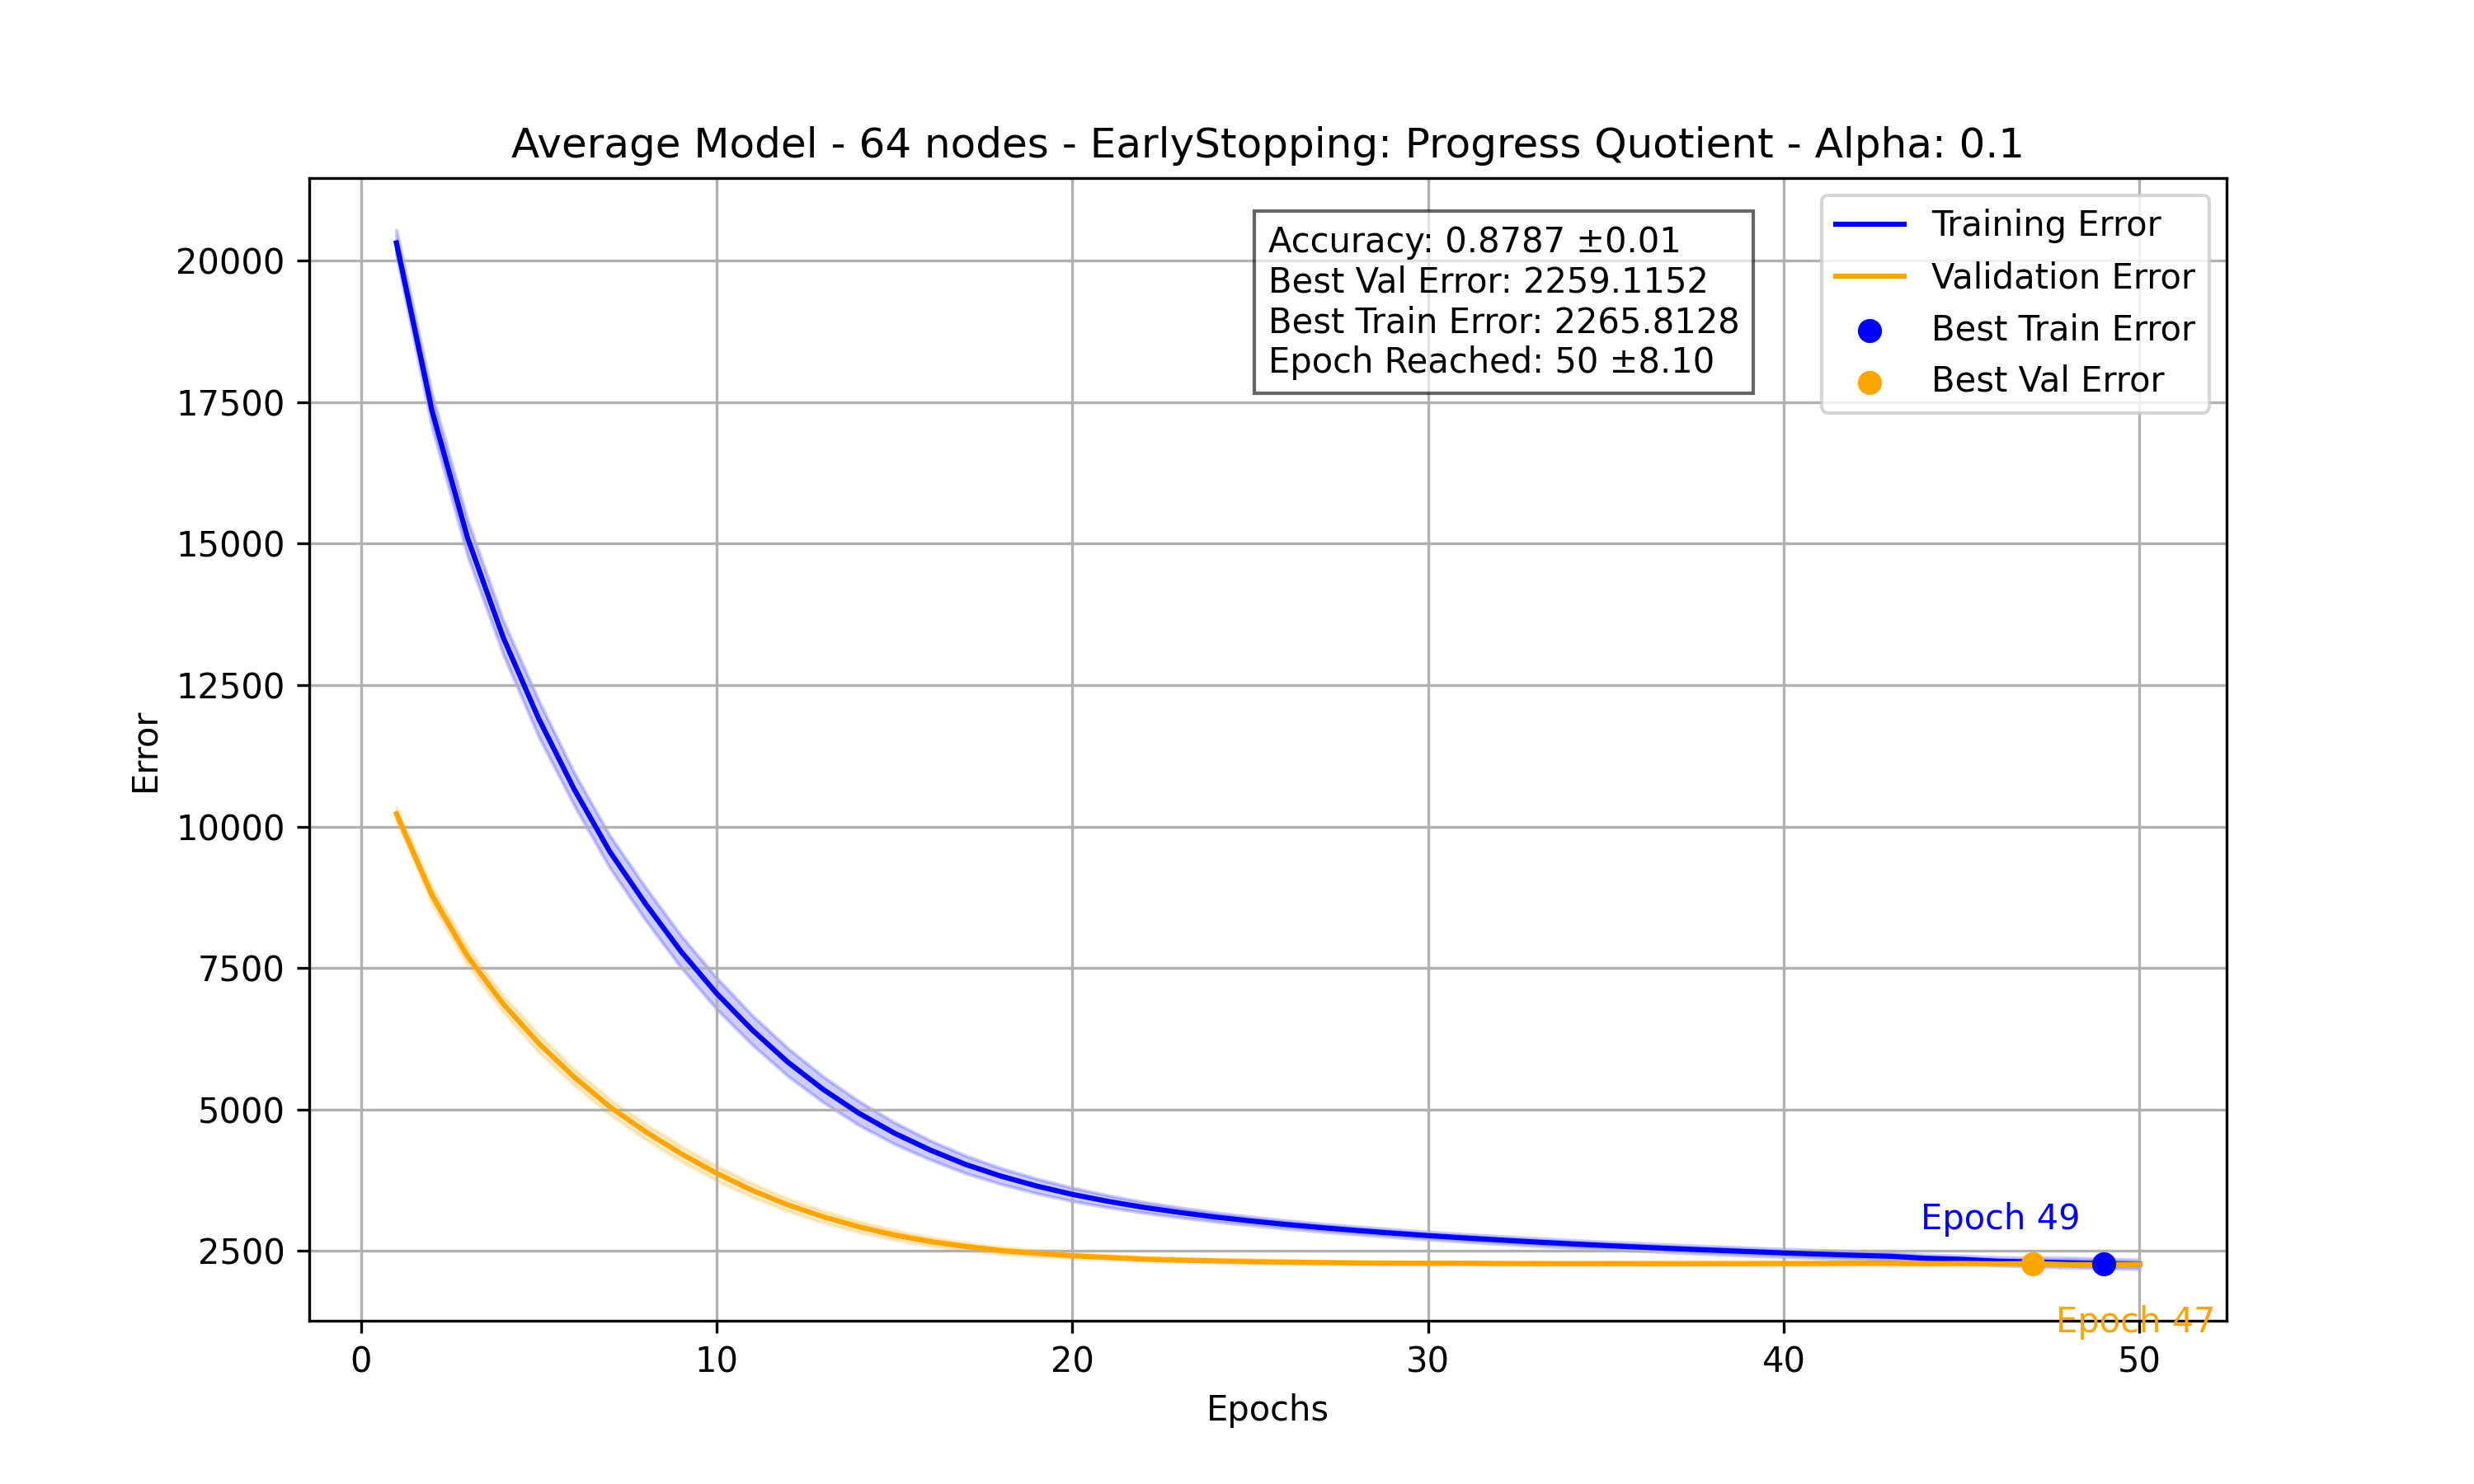 Average Model - 64 nodes - EarlyStopping: Progress Quotient - Alpha: 0.1
Accuracy: 0.8787 ±0.01
Best Val Error: 2259.1152
Best Train Error: 2265.8128
Epoch Reached: 50 ±8.10
Training Error
Validation Error
Best Train Error
Best Val Error
Error
20000
17500
15000
12500
10000
7500
5000
2500
Epoch 49
Epoch 47
0 10 20 30 40 50
Epochs